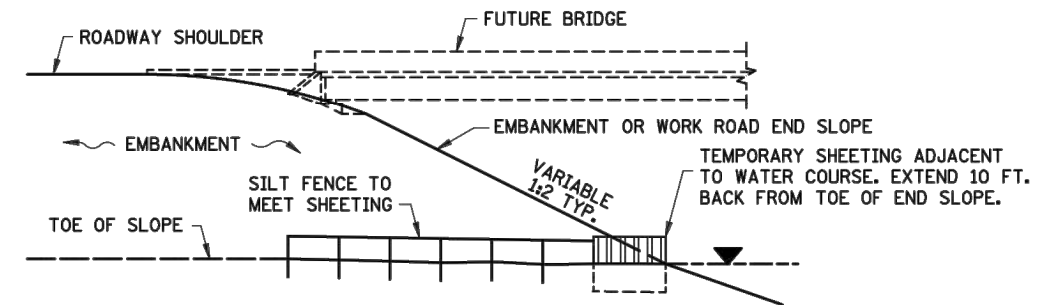 FUTURE BRIDGE
ROADWAY SHOULDER
EMBANKMENT OR WORK ROAD END SLOPE
EMBANKMENT
TEMPORARY SHEETING ADJACENT
TO WATER COURSE. EXTEND 10 FT.
BACK FROM TOE OF END SLOPE.
VARIABLE
1:2 TYP.
SILT FENCE TO
MEET SHEETING
TOE OF SLOPE